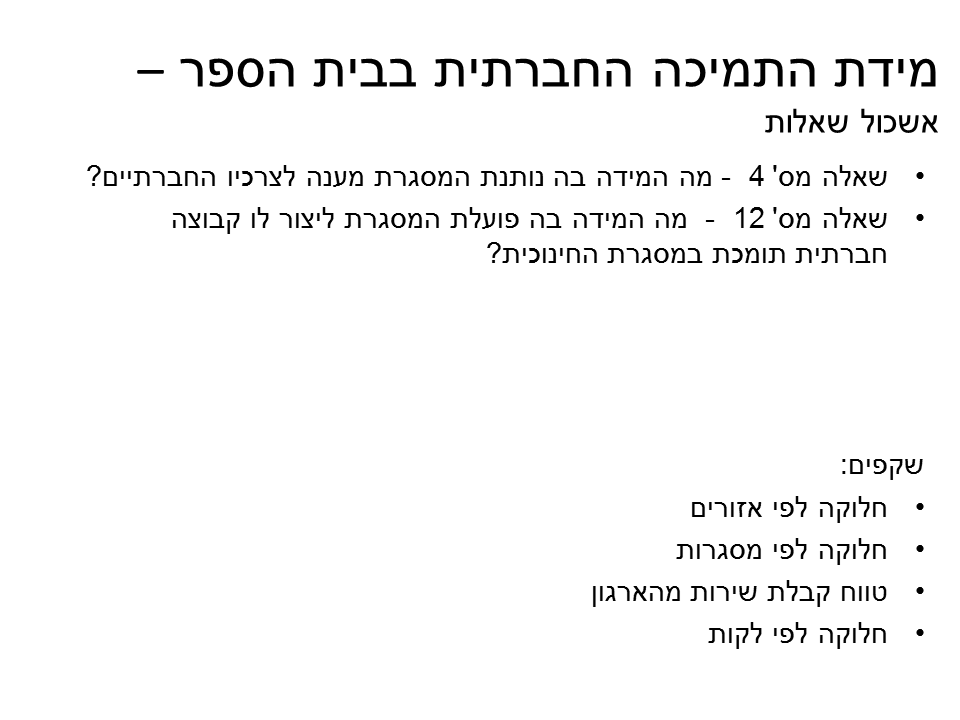 מידת התמיכה החברתית בבית הספר –
אשכול שאלות
• שאלה מס' 4 - מה המידה בה נותנת המסגרת מענה לצרכיו החברתיים?
• שאלה מס' 12 - מה המידה בה פועלת המסגרת ליצור לו קבוצה
חברתית תומכת במסגרת החינוכית?
שקפים:
• חלוקה לפי אזורים
• חלוקה לפי מסגרות
• טווח קבלת שירות מהארגון
• חלוקה לפי לקות